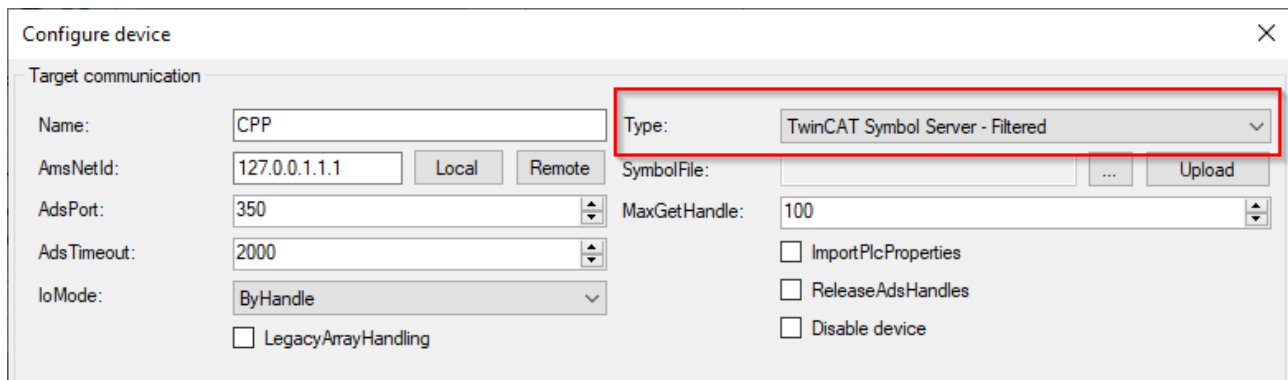 Configure device
Target communication
Name: CPP Type: TwinCAT Symbol Server - Filtered
AmsNetId: 127.0.0.1.1.1 Local Remote SymbolFile: ... Upload
AdsPort: 350 MaxGetHandle: 100
AdsTimeout: 2000 ImportPlcProperties
IoMode: ByHandle ReleaseAdsHandles
LegacyArrayHandling Disable device